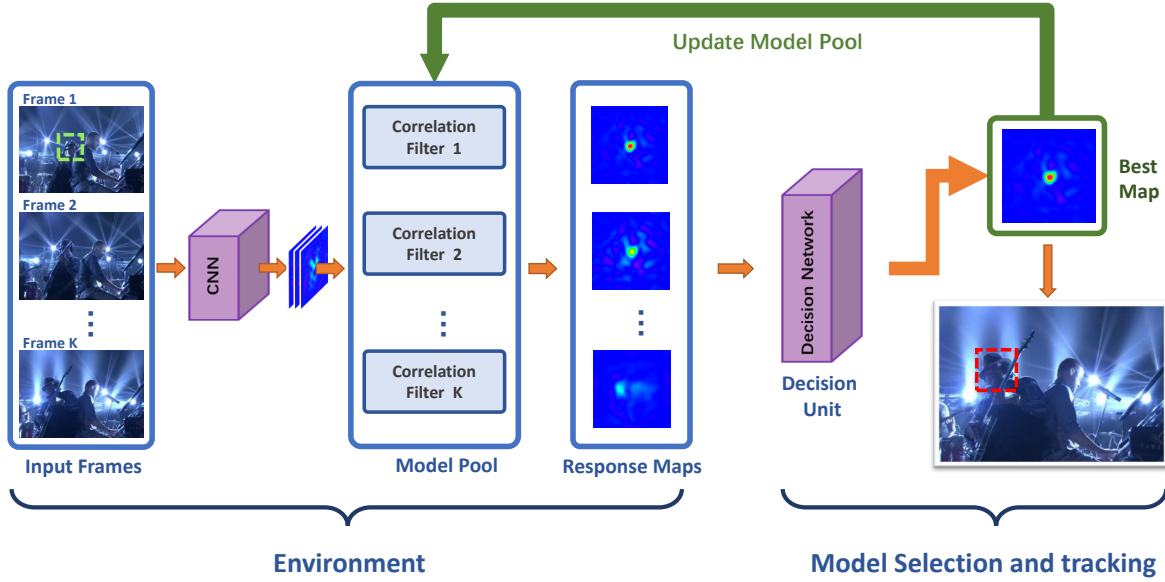 Update Model Pool
Frame 1
Frame 2
Frame K
Input Frames
CNN
Correlation
Filter 1
Correlation
Filter 2
Correlation
Filter K
Model Pool
Response Maps
Decision Network
Decision
Unit
Best
Map
Environment
Model Selection and tracking